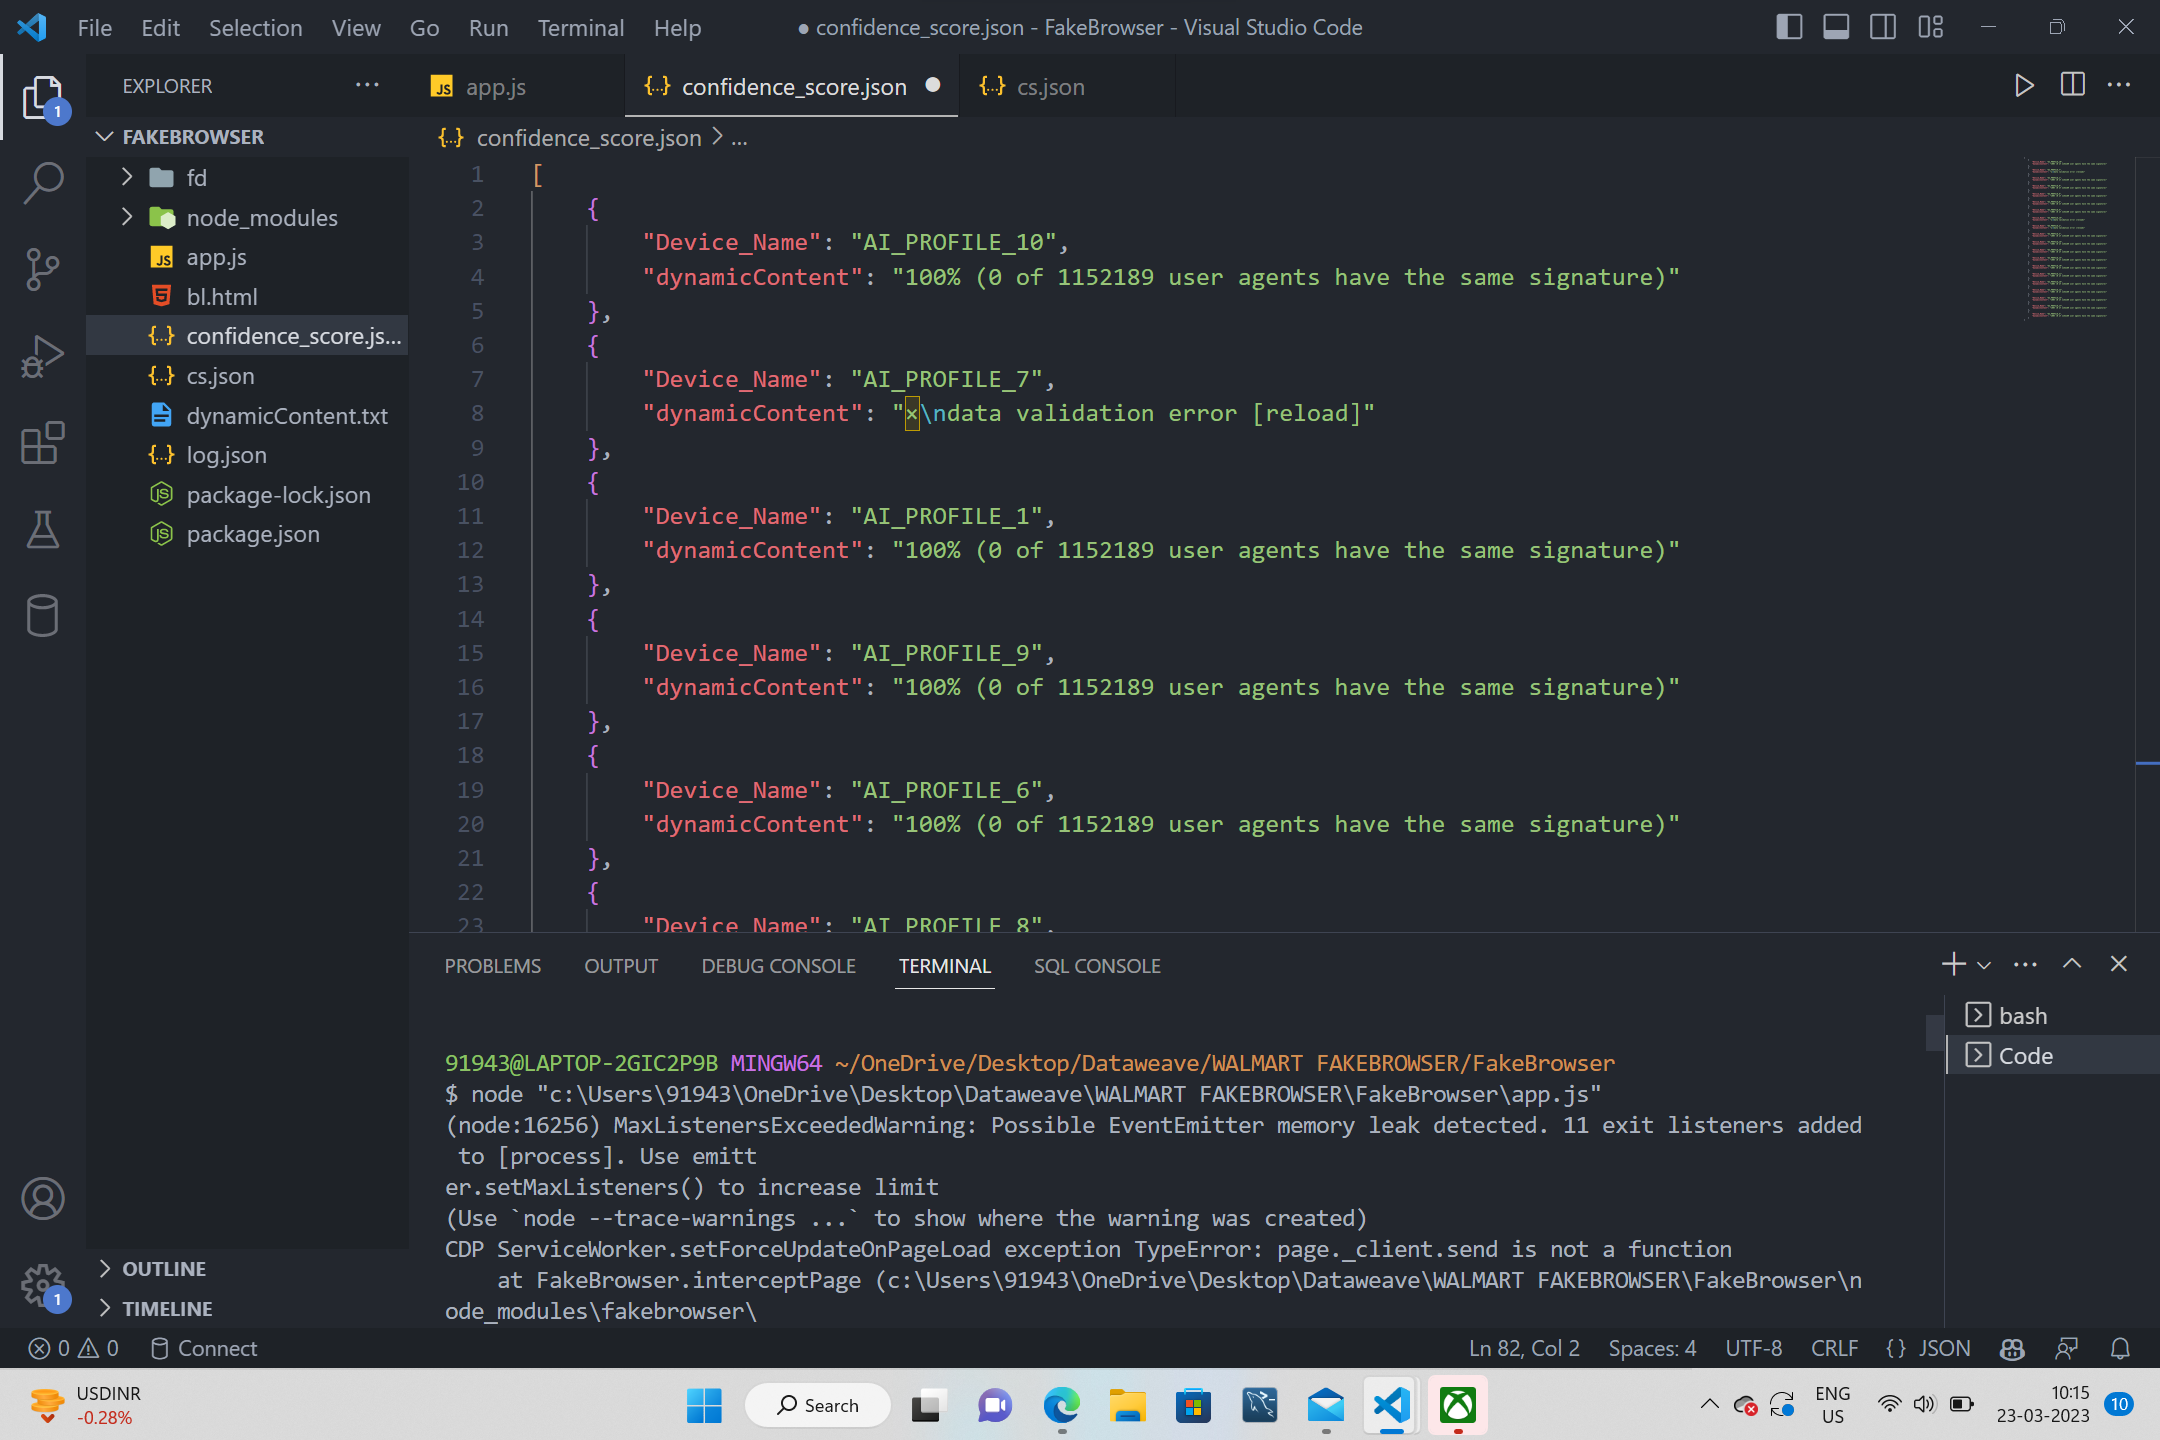 File Edit Selection View Go Run Terminal Help
● confidence_score.json - FakeBrowser - Visual Studio Code
EXPLORER ...
JS app.js
{..} confidence_score.json ●
{..} cs.json
1
FAKEBROWSER
{..} confidence_score.json > ...
fd
node_modules
JS app.js
bl.html
{..} confidence_score.js...
{..} cs.json
dynamicContent.txt
{..} log.json
package-lock.json
package.json
1 [
2 {
3 "Device_Name": "AI_PROFILE_10",
4 "dynamicContent": "100% (0 of 1152189 user agents have the same signature)"
5 },
6 {
7 "Device_Name": "AI_PROFILE_7",
8 "dynamicContent": "×\ndata validation error [reload]"
9 },
10 {
11 "Device_Name": "AI_PROFILE_1",
12 "dynamicContent": "100% (0 of 1152189 user agents have the same signature)"
13 },
14 {
15 "Device_Name": "AI_PROFILE_9",
16 "dynamicContent": "100% (0 of 1152189 user agents have the same signature)"
17 },
18 {
19 "Device_Name": "AI_PROFILE_6",
20 "dynamicContent": "100% (0 of 1152189 user agents have the same signature)"
21 },
22 {
23 "Device_Name": "AI_PROFILE_8",
PROBLEMS OUTPUT DEBUG CONSOLE TERMINAL SQL CONSOLE
bash
Code
91943@LAPTOP-2GIC2P9B MINGW64 ~/OneDrive/Desktop/Dataweave/WALMART FAKEBROWSER/FakeBrowser
$ node "c:\Users\91943\OneDrive\Desktop\Dataweave\WALMART FAKEBROWSER\FakeBrowser\app.js"
(node:16256) MaxListenersExceededWarning: Possible EventEmitter memory leak detected. 11 exit listeners added
to [process]. Use emitt
er.setMaxListeners() to increase limit
(Use `node --trace-warnings ...` to show where the warning was created)
CDP ServiceWorker.setForceUpdateOnPageLoad exception TypeError: page._client.send is not a function
at FakeBrowser.interceptPage (c:\Users\91943\OneDrive\Desktop\Dataweave\WALMART FAKEBROWSER\FakeBrowser\n
ode_modules\fakebrowser\
OUTLINE
1
TIMELINE
0 0 Connect
Ln 82, Col 2 Spaces: 4 UTF-8 CRLF {} JSON
USDINR
-0.28%
Search
ENG
US
10:15
23-03-2023
10